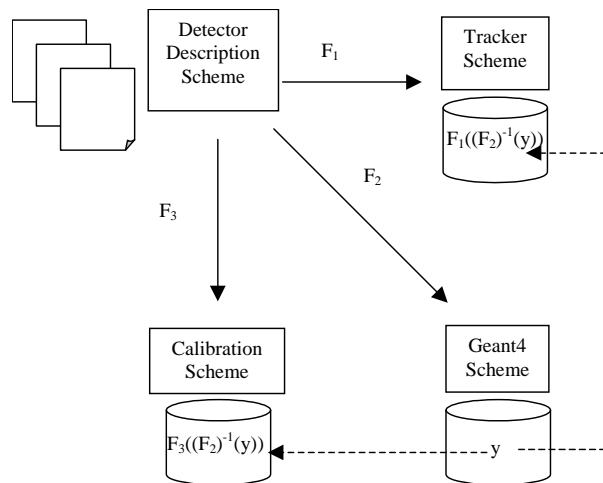 Detector
Description
Scheme
F₁
Tracker
Scheme
F₁((F₂)⁻¹(y))
F₂
F₃
Calibration
Scheme
Geant4
Scheme
F₃((F₂)⁻¹(y))
y